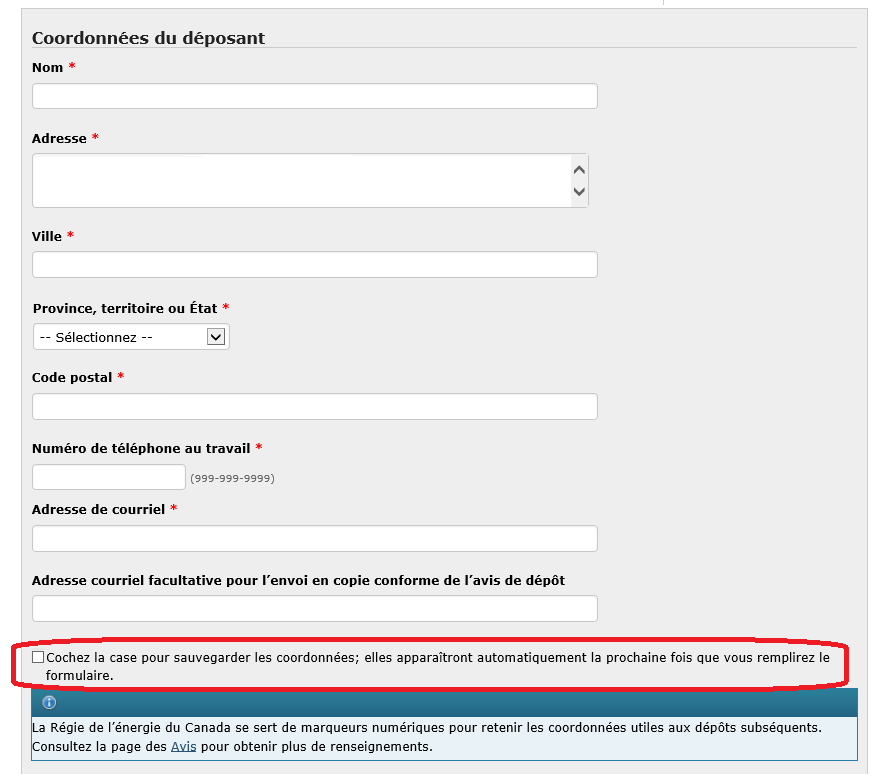 Coordonnées du déposant
Nom *
Adresse *
Ville *
Province, territoire ou État *
-- Sélectionnez --
Code postal *
Numéro de téléphone au travail *
(999-999-9999)
Adresse de courriel *
Adresse courriel facultative pour l’envoi en copie conforme de l’avis de dépôt
Cochez la case pour sauvegarder les coordonnées; elles apparaîtront automatiquement la prochaine fois que vous remplirez le
formulaire.
La Régie de l’énergie du Canada se sert de marqueurs numériques pour retenir les coordonnées utiles aux dépôts subséquents.
Consultez la page des Avis pour obtenir plus de renseignements.